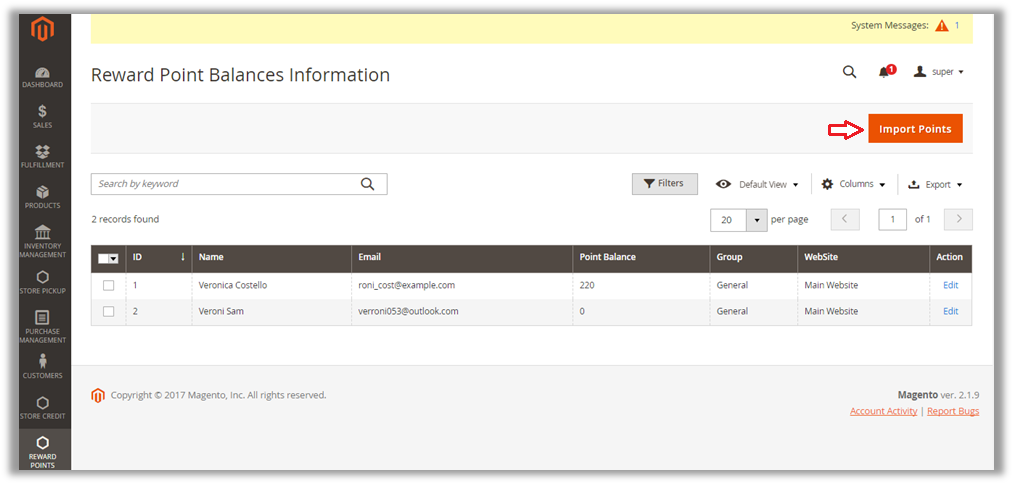 System Messages: 1
Reward Point Balances Information
1
super
Import Points
DASHBOARD
SALES
FULFILLMENT
PRODUCTS
INVENTORY
MANAGEMENT
STORE PICKUP
PURCHASE
MANAGEMENT
CUSTOMERS
STORE CREDIT
REWARD
POINTS
Search by keyword
Filters
Default View
Columns
Export
2 records found
20 per page
1 of 1
ID Name Email Point Balance Group WebSite Action
1 Veronica Costello roni_cost@example.com 220 General Main Website Edit
2 Veroni Sam verroni053@outlook.com 0 General Main Website Edit
Copyright © 2017 Magento, Inc. All rights reserved.
Magento ver. 2.1.9
Account Activity | Report Bugs